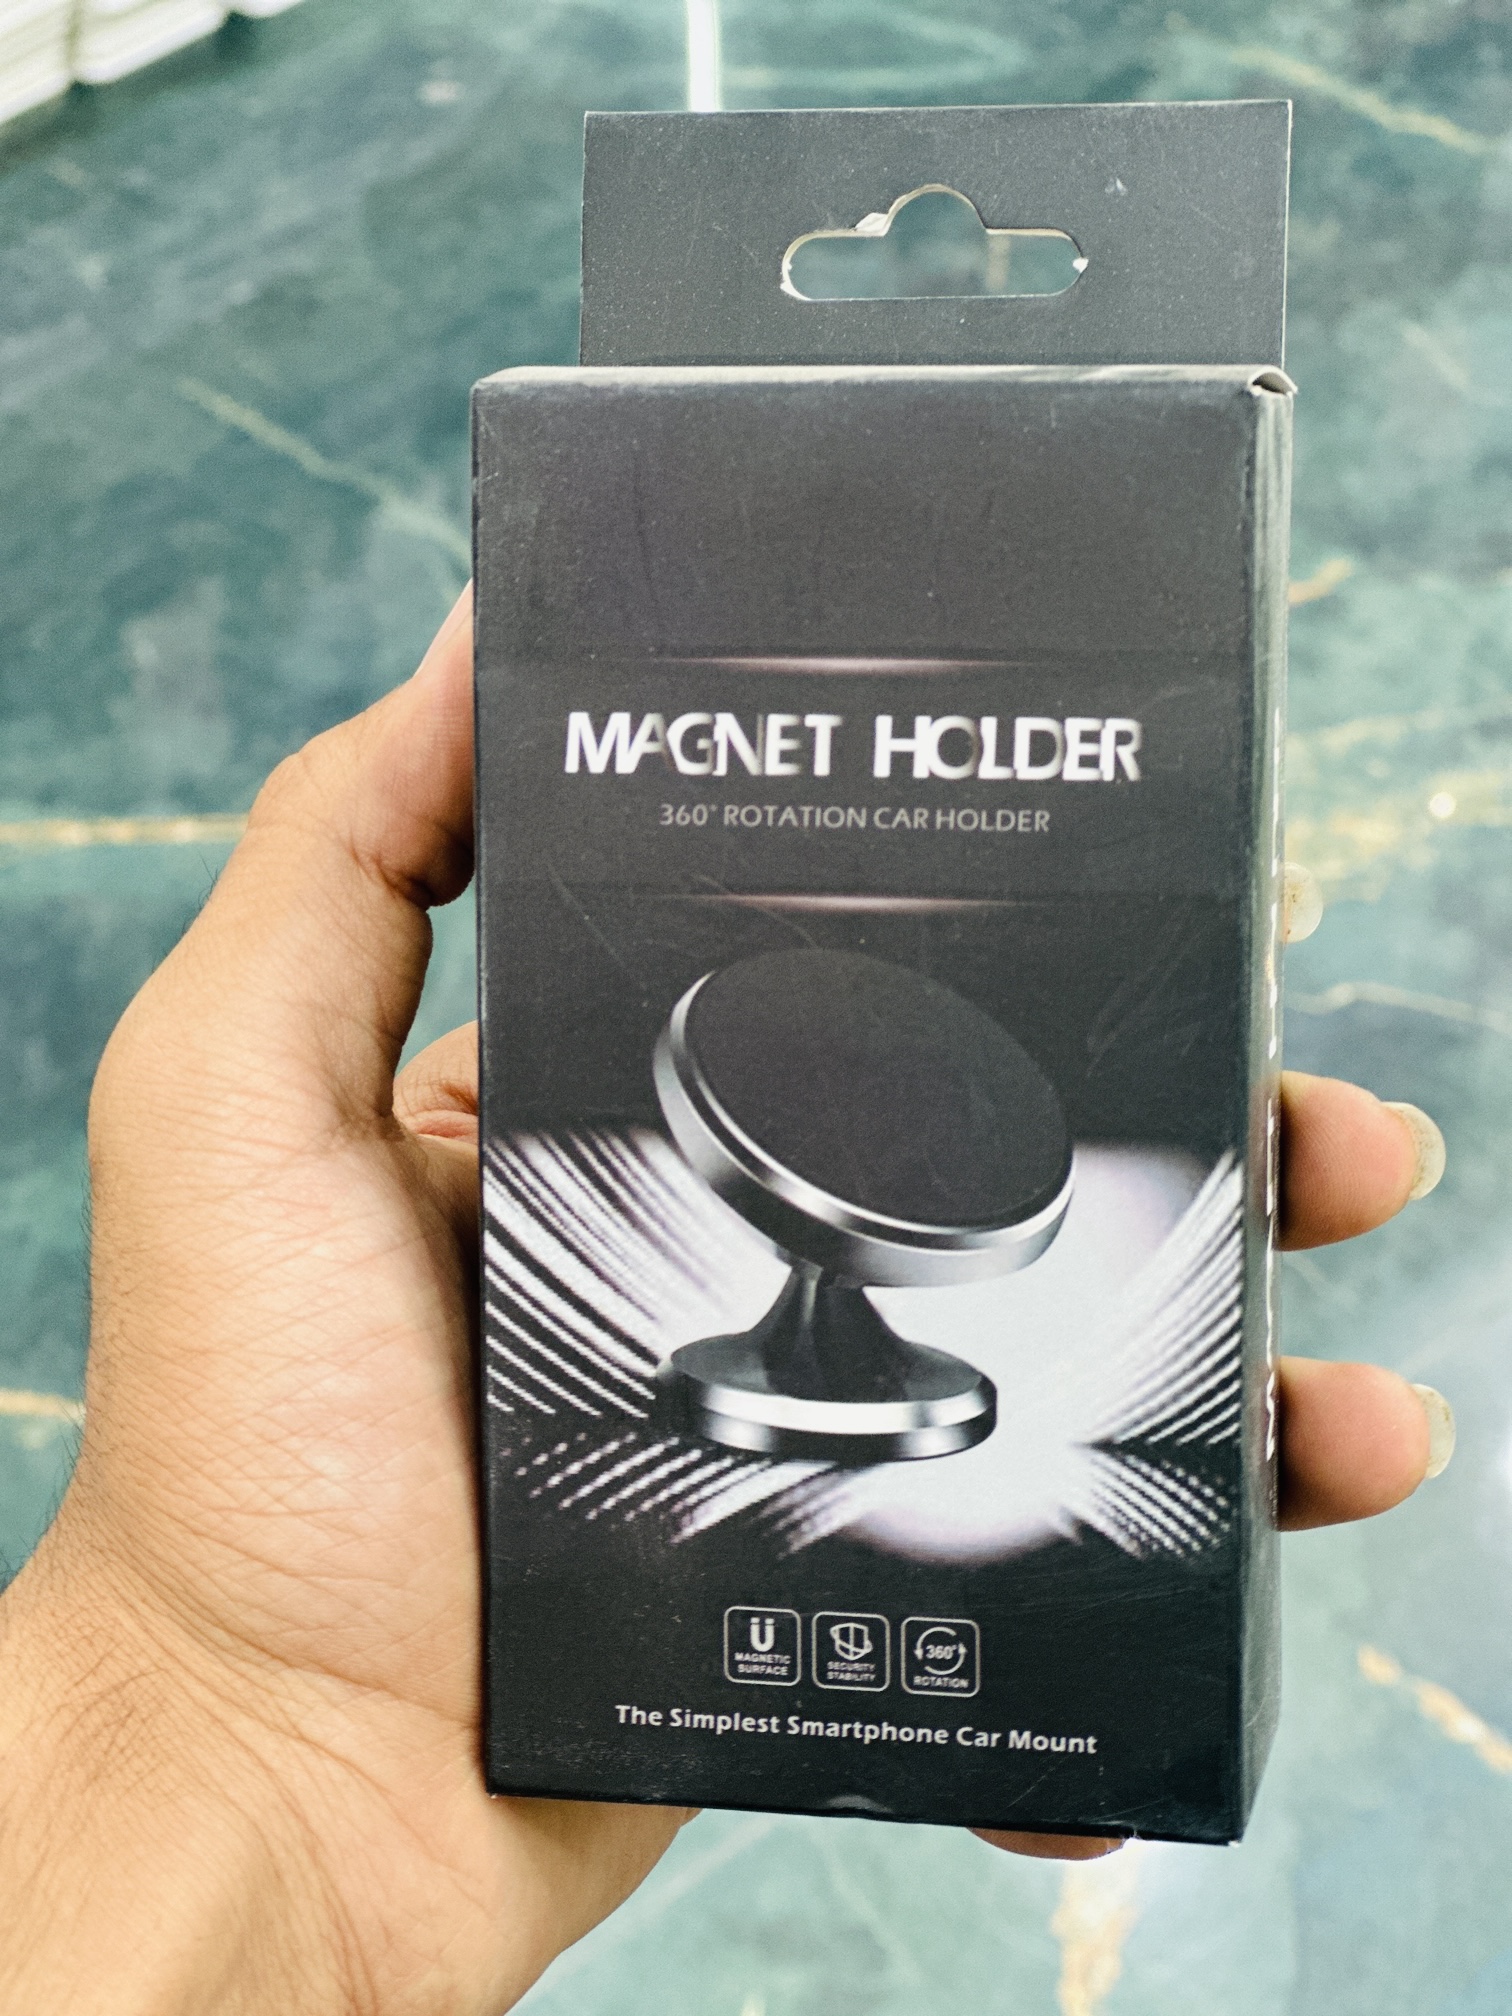 MAGNET HOLDER
360° ROTATION CAR HOLDER
MAGNETIC
SURFACE
SECURITY
STABILITY
360°
ROTATION
The Simplest Smartphone Car Mount